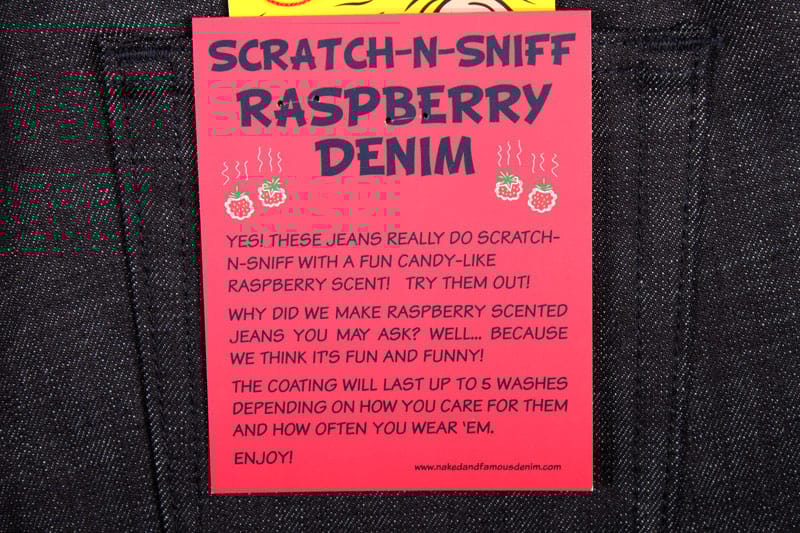 SCRATCH-N-SNIFF
RASPBERRY
DENIM
YES! THESE JEANS REALLY DO SCRATCH-
N-SNIFF WITH A FUN CANDY-LIKE
RASPBERRY SCENT! TRY THEM OUT!
WHY DID WE MAKE RASPBERRY SCENTED
JEANS YOU MAY ASK? WELL... BECAUSE
WE THINK IT'S FUN AND FUNNY!
THE COATING WILL LAST UP TO 5 WASHES
DEPENDING ON HOW YOU CARE FOR THEM
AND HOW OFTEN YOU WEAR 'EM.
ENJOY!
www.nakedandfamousdenim.com